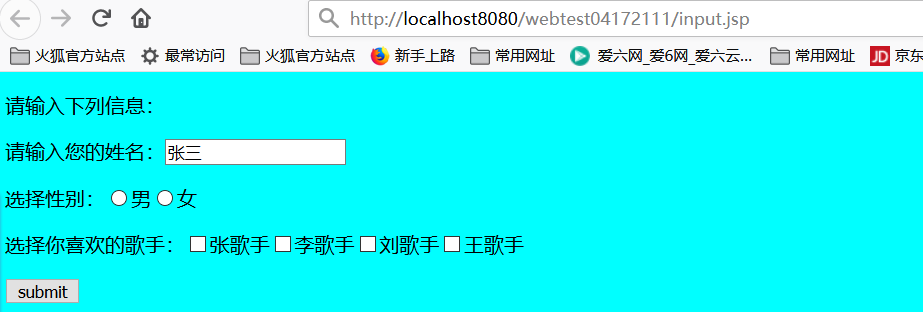 http://localhost8080/webtest04172111/input.jsp
火狐官方站点 最常访问 火狐官方站点 新手上路 常用网址 爱六网_爱6网_爱六云... 常用网址 JD 京东
请输入下列信息：
请输入您的姓名：张三
选择性别： 男 女
选择你喜欢的歌手： 张歌手 李歌手 刘歌手 王歌手
submit